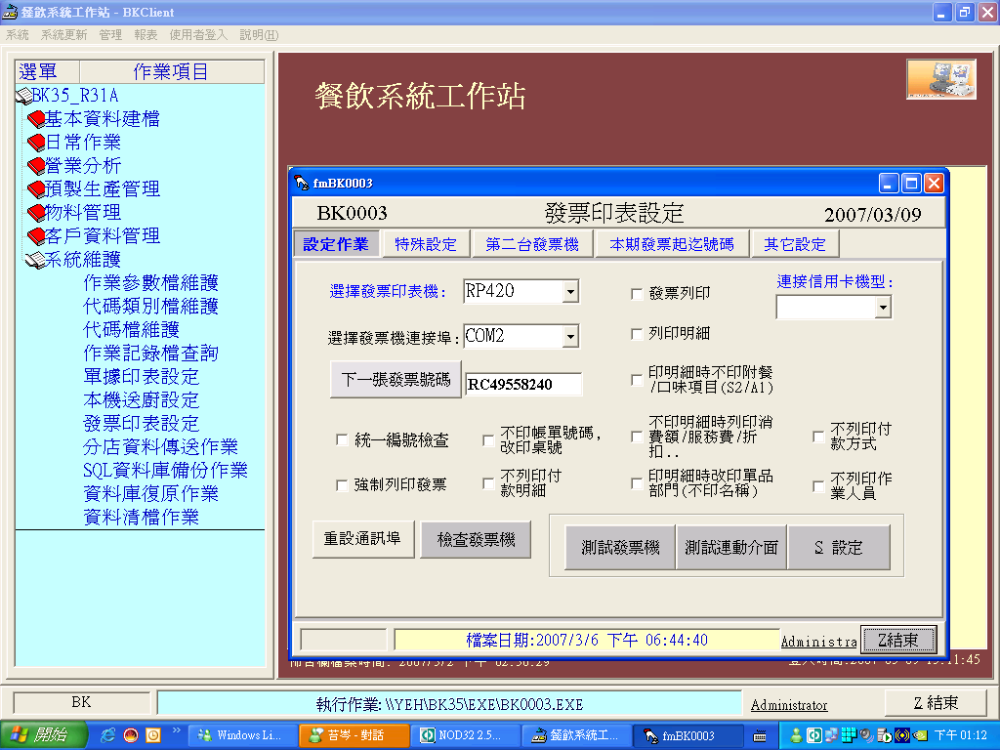 餐飲系統工作站 - BKClient
系統 系統更新 管理 報表 使用者登入 說明(H)
選單 作業項目
BK35_R31A
基本資料建檔
日常作業
營業分析
預製生產管理
物料管理
客戶資料管理
系統維護
作業參數檔維護
代碼類別檔維護
代碼檔維護
作業記錄檔查詢
單據印表設定
本機送廚設定
發票印表設定
分店資料傳送作業
SQL資料庫備份作業
資料庫復原作業
資料清檔作業
餐飲系統工作站
fmBK0003
BK0003 發票印表設定 2007/03/09
設定作業 特殊設定 第二台發票機 本期發票起迄號碼 其它設定
選擇發票印表機: RP420
選擇發票機連接埠: COM2
下一張發票號碼 RC49558240
發票列印
列印明細
印明細時不印附餐
/口味項目(S2/A1)
連接信用卡機型:
統一編號檢查
不印帳單號碼,
改印桌號
不印明細時列印消
費額/服務費/折
扣..
不列印付
款方式
強制列印發票
不列印付
款明細
印明細時改印單品
部門(不印名稱)
不列印作
業人員
重設通訊埠 檢查發票機 測試發票機 測試連動介面 S 設定
檔案日期:2007/3/6 下午 06:44:40 Administra Z結束
BK 執行作業: \\YEH\BK35\EXE\BK0003.EXE Administrator Z 結束
開始 Windows Li... 苔岑 - 對話 NOD32 2.5... 餐飲系統工... fmBK0003 下午 01:12